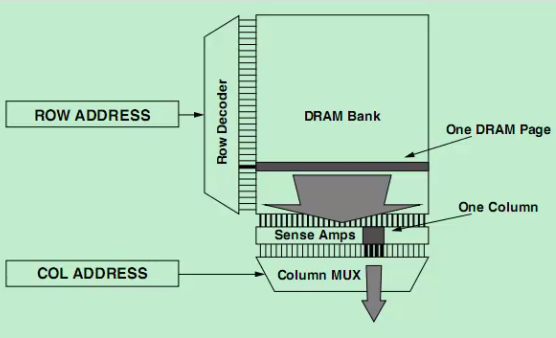 ROW ADDRESS
Row Decoder
DRAM Bank
One DRAM Page
One Column
Sense Amps
COL ADDRESS
Column MUX